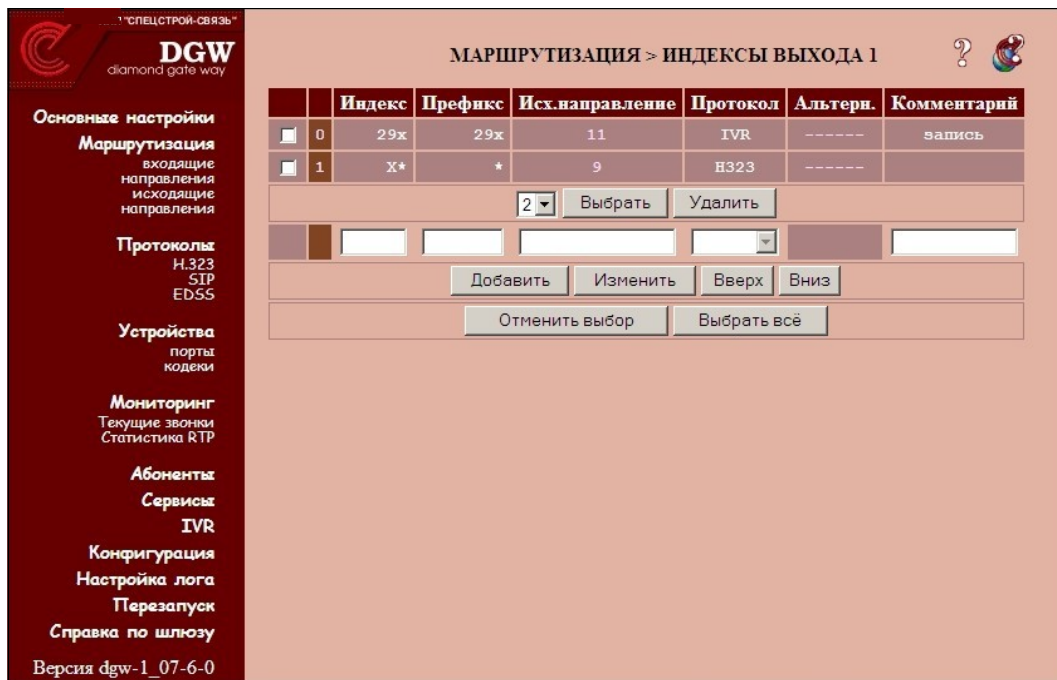 "СПЕЦСТРОЙ-СВЯЗЬ"
DGW
diamond gate way
Основные настройки
Маршрутизация
входящие
направления
исходящие
направления
Протоколы
H.323
SIP
EDSS
Устройства
порты
кодеки
Мониторинг
Текущие звонки
Статистика RTP
Абоненты
Сервисы
IVR
Конфигурация
Настройка лога
Перезапуск
Справка по шлюзу
Версия dgw-1_07-6-0
МАРШРУТИЗАЦИЯ > ИНДЕКСЫ ВЫХОДА 1 ?
Индекс Префикс Исх.направление Протокол Альтерн. Комментарий
0 29x 29x 11 IVR ------ запись
1 X* * 9 H323 ------
2 Выбрать Удалить
Добавить Изменить Вверх Вниз
Отменить выбор Выбрать всё